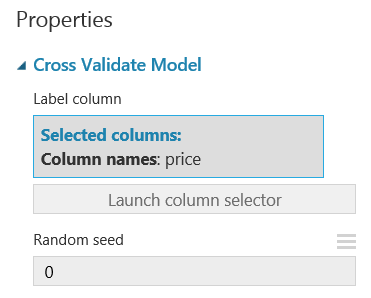 Properties
Cross Validate Model
Label column
Selected columns:
Column names: price
Launch column selector
Random seed
0